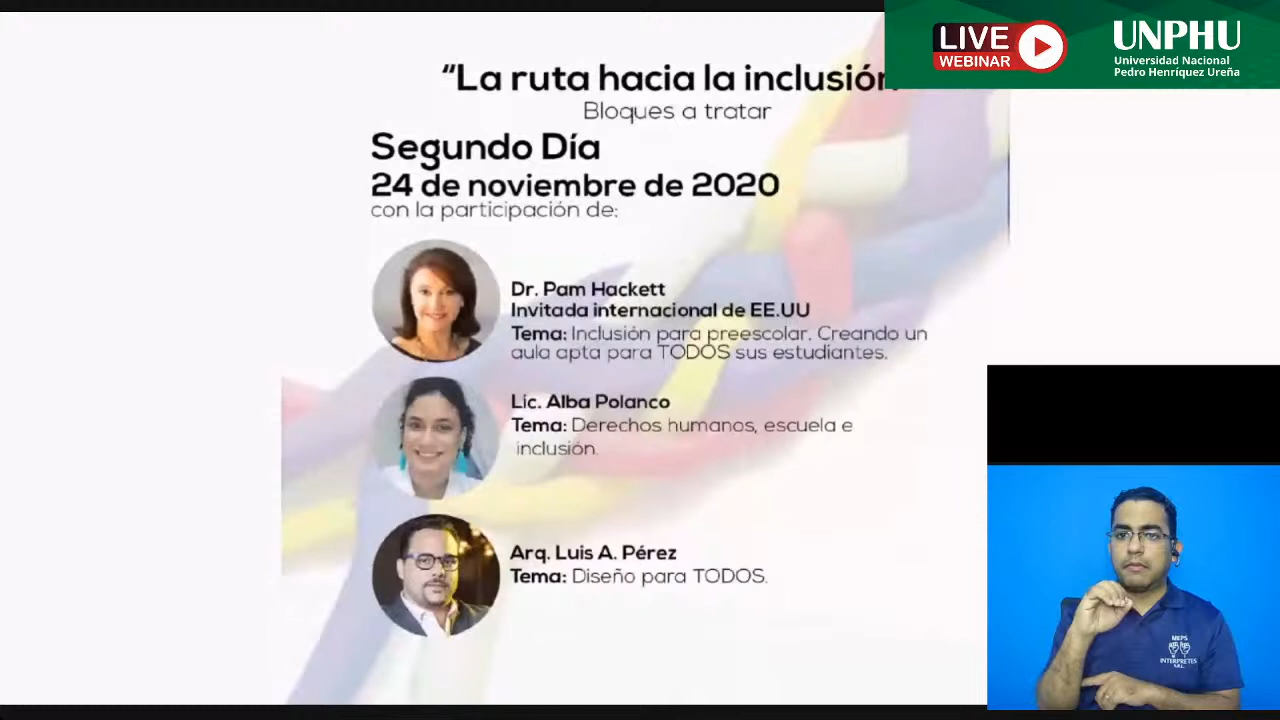 LIVE
WEBINAR
UNPHU
Universidad Nacional
Pedro Henríquez Ureña
“La ruta hacia la inclusión
Bloques a tratar
Segundo Día
24 de noviembre de 2020
con la participación de:
Dr. Pam Hackett
Invitada internacional de EE.UU
Tema: Inclusión para preescolar. Creando un
aula apta para TODOS sus estudiantes.
Lic. Alba Polanco
Tema: Derechos humanos, escuela e
inclusión.
Arq. Luis A. Pérez
Tema: Diseño para TODOS.
MEPS
INTERPRETES
S.R.L.